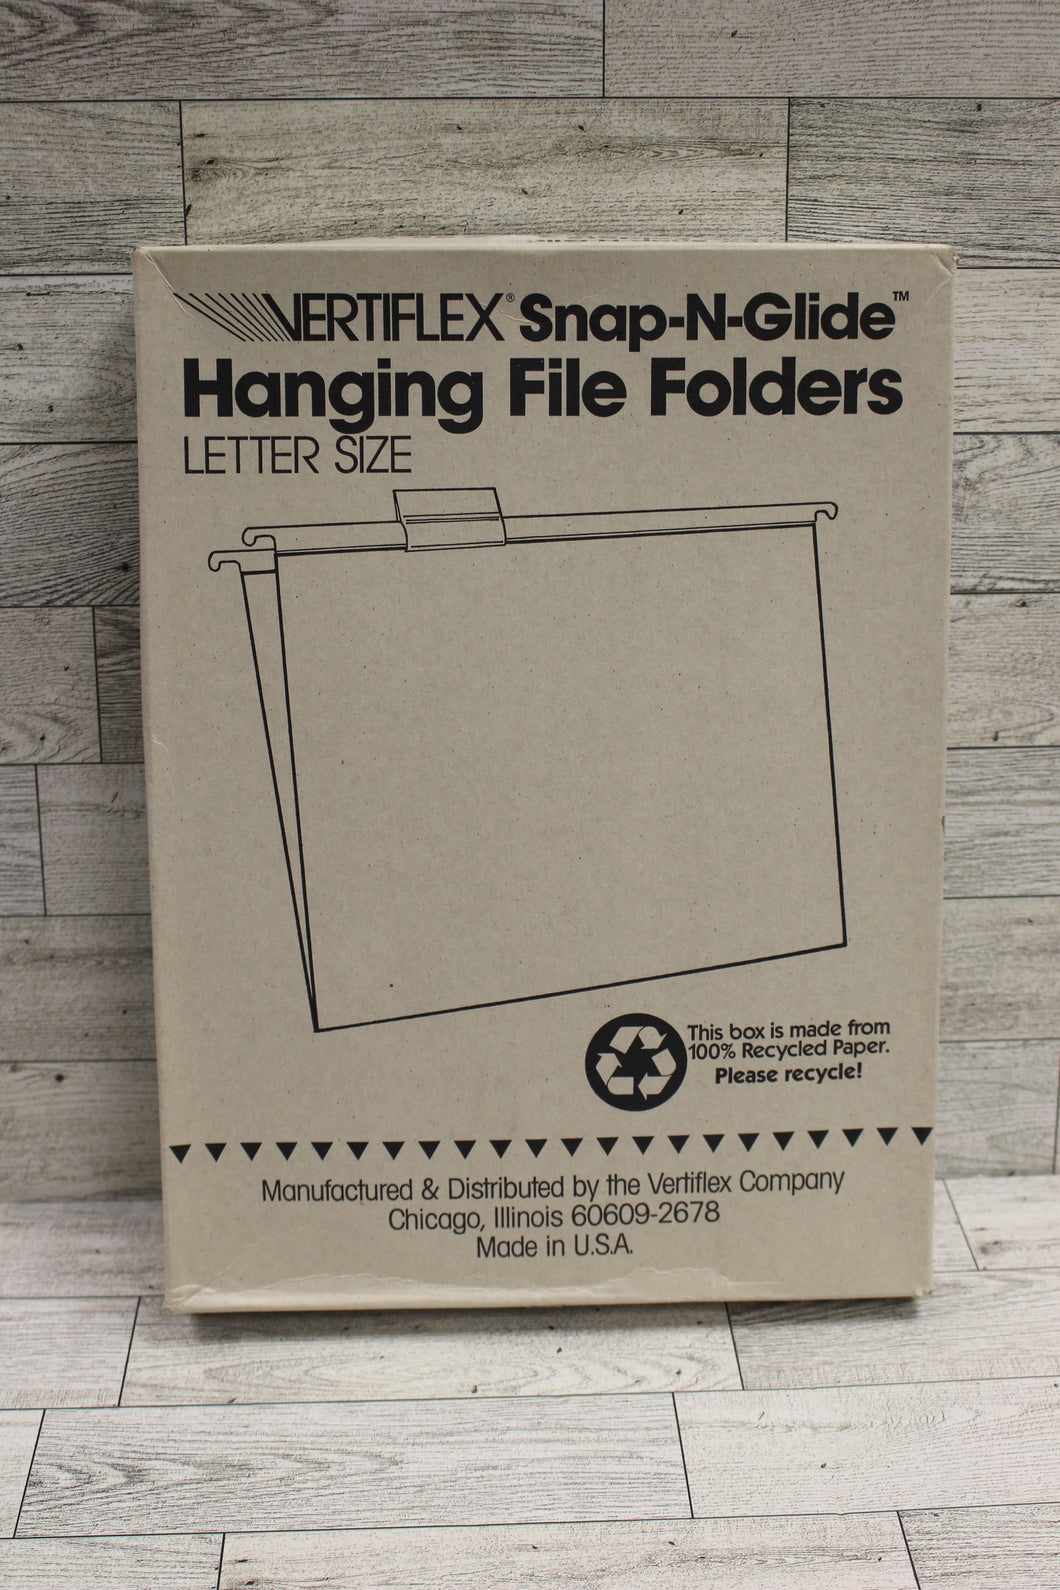 VERTIFLEX® Snap-N-Glide™
Hanging File Folders
LETTER SIZE
This box is made from
100% Recycled Paper.
Please recycle!
Manufactured & Distributed by the Vertiflex Company
Chicago, Illinois 60609-2678
Made in U.S.A.